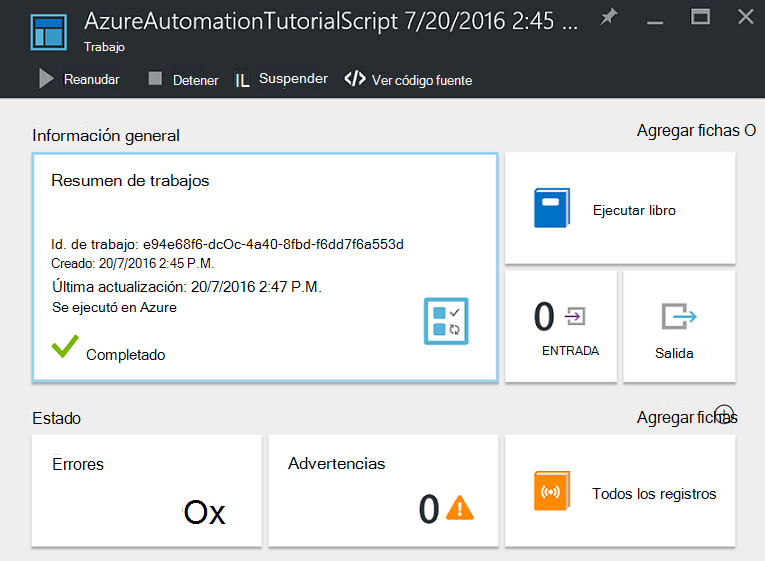 AzureAutomationTutorialScript 7/20/2016 2:45 ...
Trabajo
Reanudar Detener IL Suspender Ver código fuente
Información general
Agregar fichas O
Resumen de trabajos
Id. de trabajo: e94e68f6-dcOc-4a40-8fbd-f6dd7f6a553d
Creado: 20/7/2016 2:45 P.M.
Última actualización: 20/7/2016 2:47 P.M.
Se ejecutó en Azure
Completado
Ejecutar libro
0
ENTRADA
Salida
Estado
Agregar fichas
Errores
Ox
Advertencias
0
Todos los registros